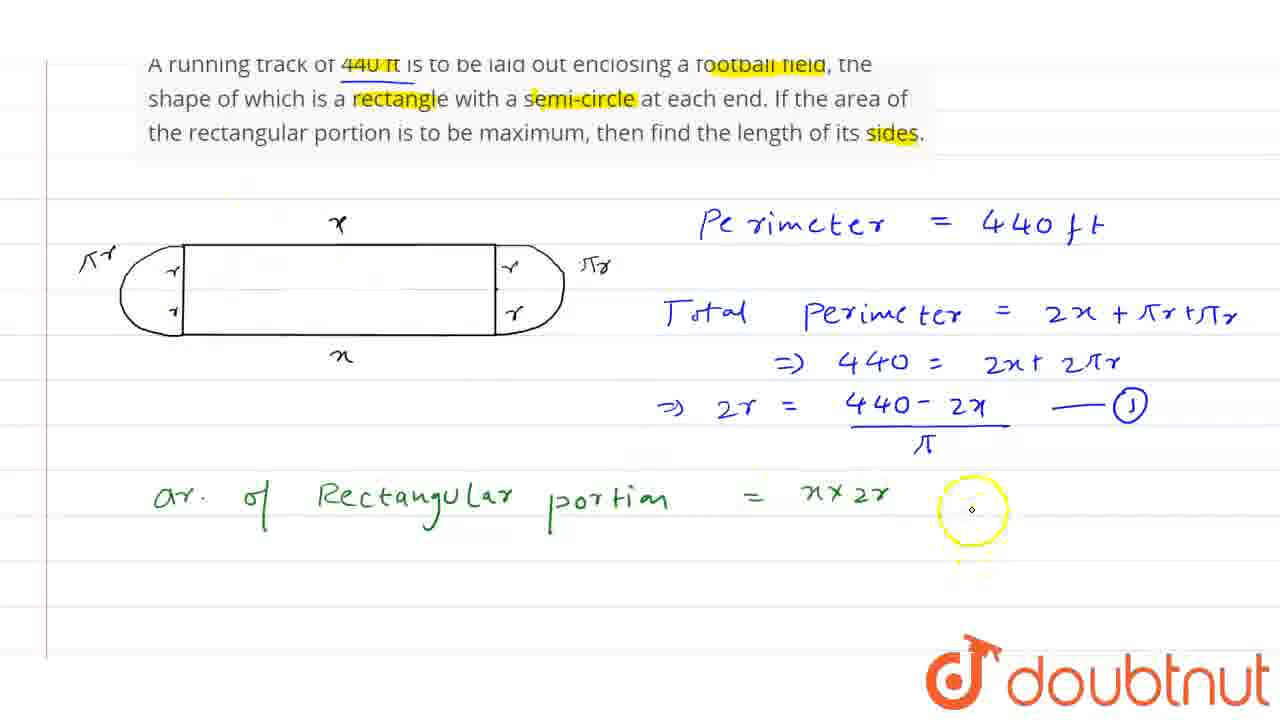 A running track of 440 ft is to be laid out enclosing a football field, the
shape of which is a rectangle with a semi-circle at each end. If the area of
the rectangular portion is to be maximum, then find the length of its sides.
x
πr r r πr
r r
x
Perimeter = 440 ft
Total perimeter = 2x + πr + πr
⇒ 440 = 2x + 2πr
⇒ 2r = 440 - 2x / π —— ①
ar. of Rectangular portion = x × 2r
doubtnut